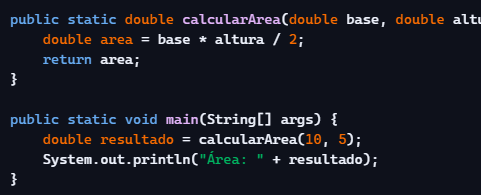 public static double calcularArea(double base, double altu
    double area = base * altura / 2;
    return area;
}

public static void main(String[] args) {
    double resultado = calcularArea(10, 5);
    System.out.println("Área: " + resultado);
}